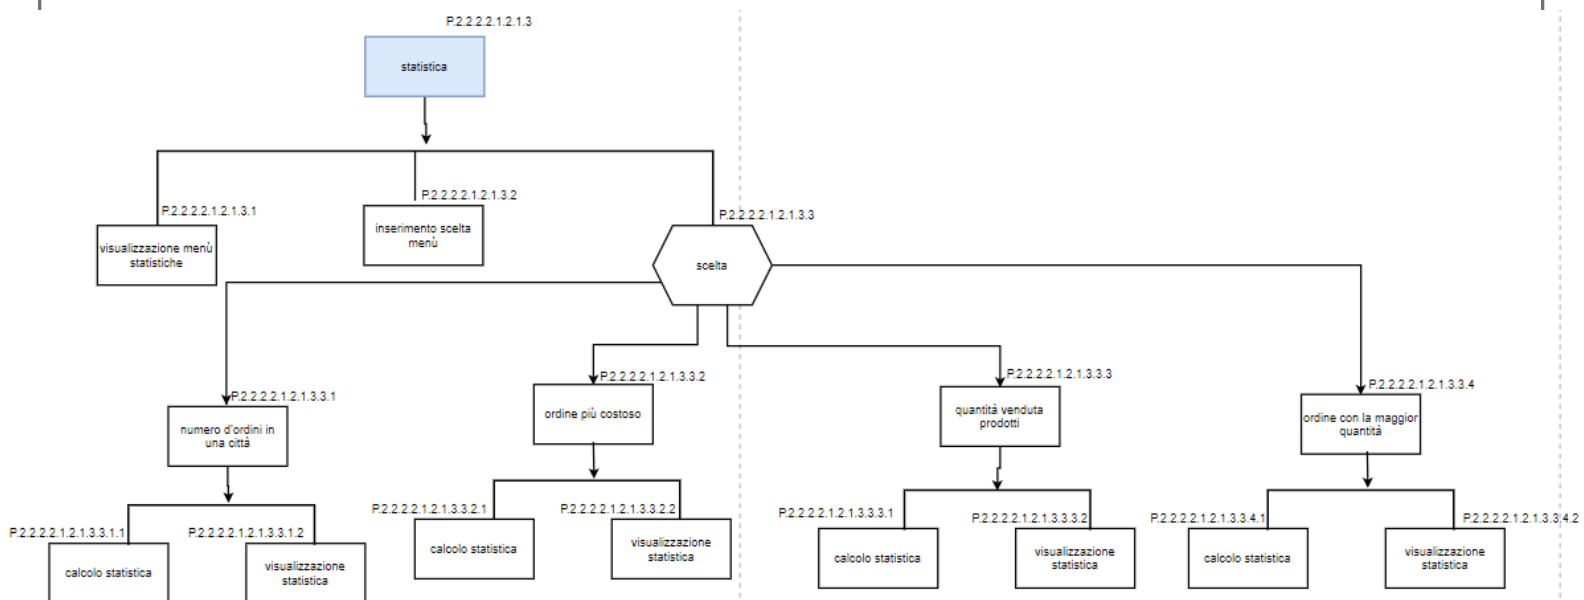 P.2.2.2.2.1.2.1.3
statistica
P.2.2.2.2.1.2.1.3.1
visualizzazione menù
statistiche
P.2.2.2.2.1.2.1.3.2
inserimento scelta
menù
P.2.2.2.2.1.2.1.3.3
scelta
P.2.2.2.2.1.2.1.3.3.1
numero d'ordini in
una città
P.2.2.2.2.1.2.1.3.3.2
ordine più costoso
P.2.2.2.2.1.2.1.3.3.3
quantità venduta
prodotti
P.2.2.2.2.1.2.1.3.3.4
ordine con la maggior
quantità
P.2.2.2.2.1.2.1.3.3.1.1
calcolo statistica
P.2.2.2.2.1.2.1.3.3.1.2
visualizzazione
statistica
P.2.2.2.2.1.2.1.3.3.2.1
calcolo statistica
P.2.2.2.2.1.2.1.3.3.2.2
visualizzazione
statistica
P.2.2.2.2.1.2.1.3.3.3.1
calcolo statistica
P.2.2.2.2.1.2.1.3.3.3.2
visualizzazione
statistica
P.2.2.2.2.1.2.1.3.3.4.1
calcolo statistica
P.2.2.2.2.1.2.1.3.3.4.2
visualizzazione
statistica